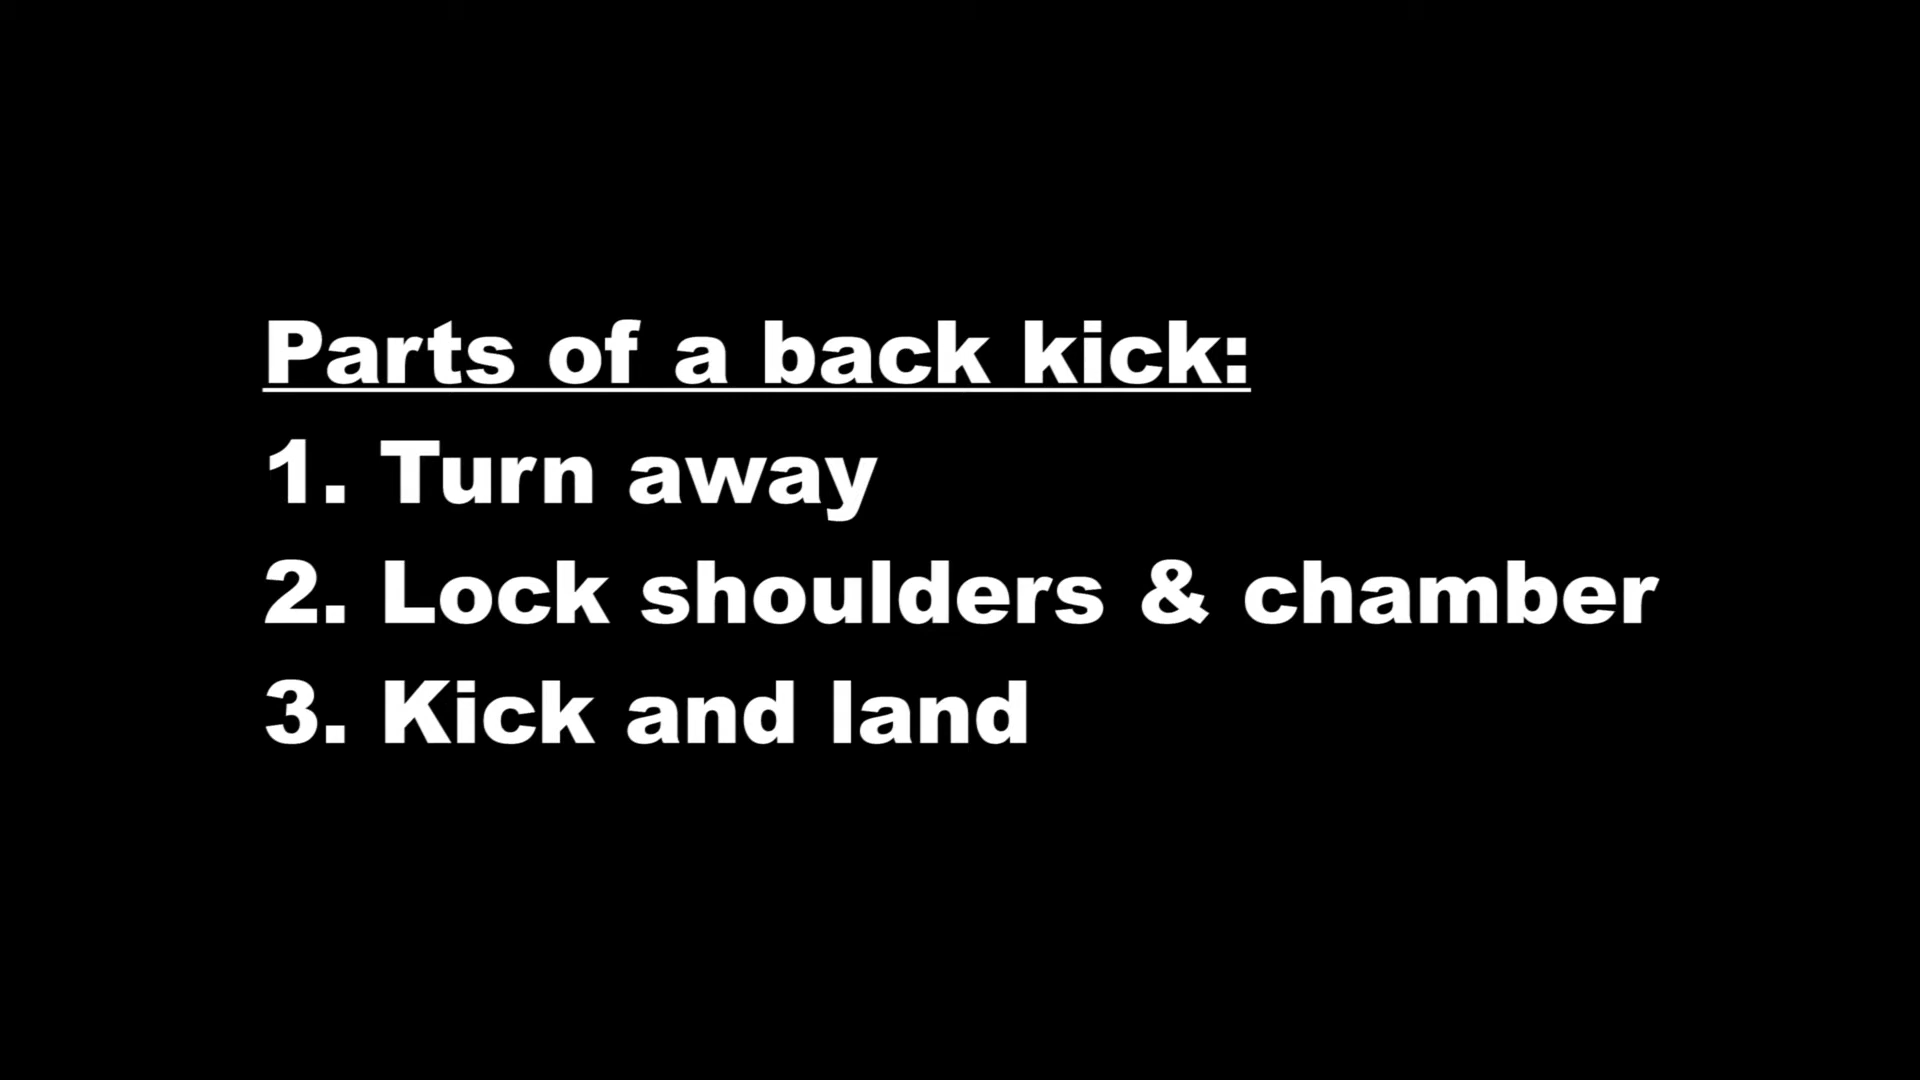 Parts of a back kick:
1. Turn away
2. Lock shoulders & chamber
3. Kick and land